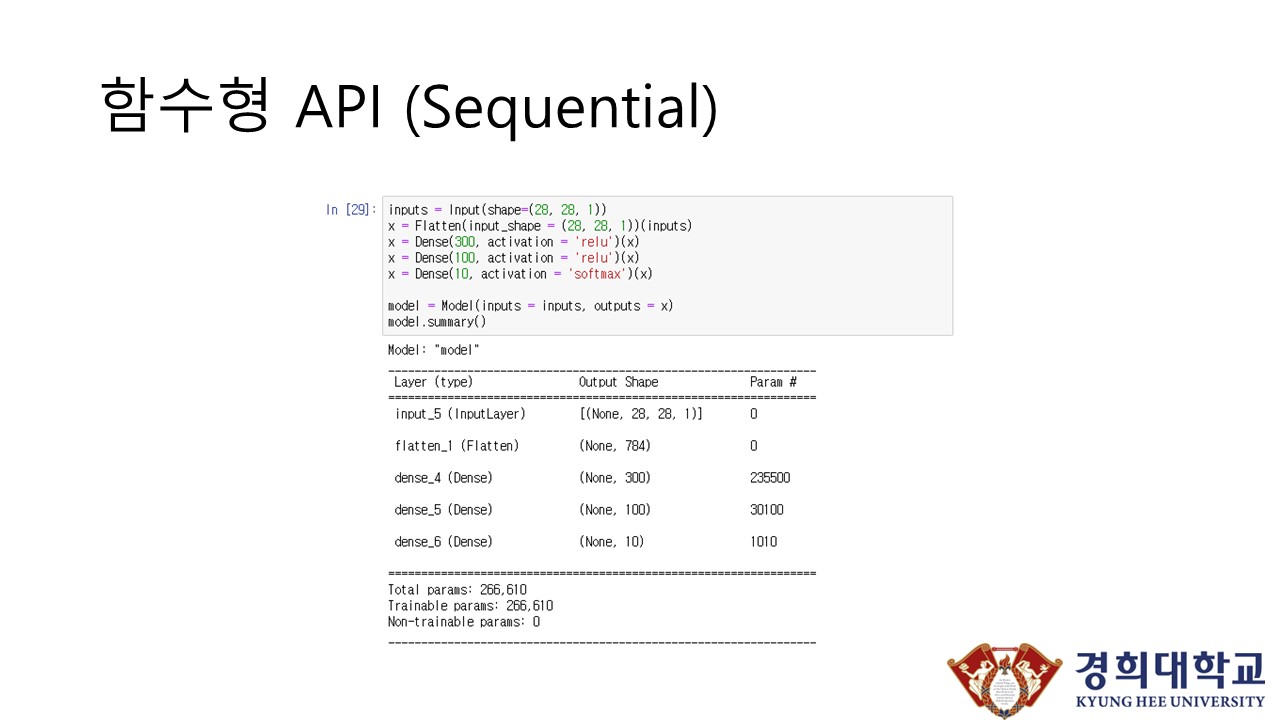 함수형 API (Sequential)
In [29]:
inputs = Input(shape=(28, 28, 1))
x = Flatten(input_shape = (28, 28, 1))(inputs)
x = Dense(300, activation = 'relu')(x)
x = Dense(100, activation = 'relu')(x)
x = Dense(10, activation = 'softmax')(x)
model = Model(inputs = inputs, outputs = x)
model.summary()
Model: "model"
Layer (type) Output Shape Param #
input_5 (InputLayer) [(None, 28, 28, 1)] 0
flatten_1 (Flatten) (None, 784) 0
dense_4 (Dense) (None, 300) 235500
dense_5 (Dense) (None, 100) 30100
dense_6 (Dense) (None, 10) 1010
Total params: 266,610
Trainable params: 266,610
Non-trainable params: 0
경희대학교
KYUNG HEE UNIVERSITY